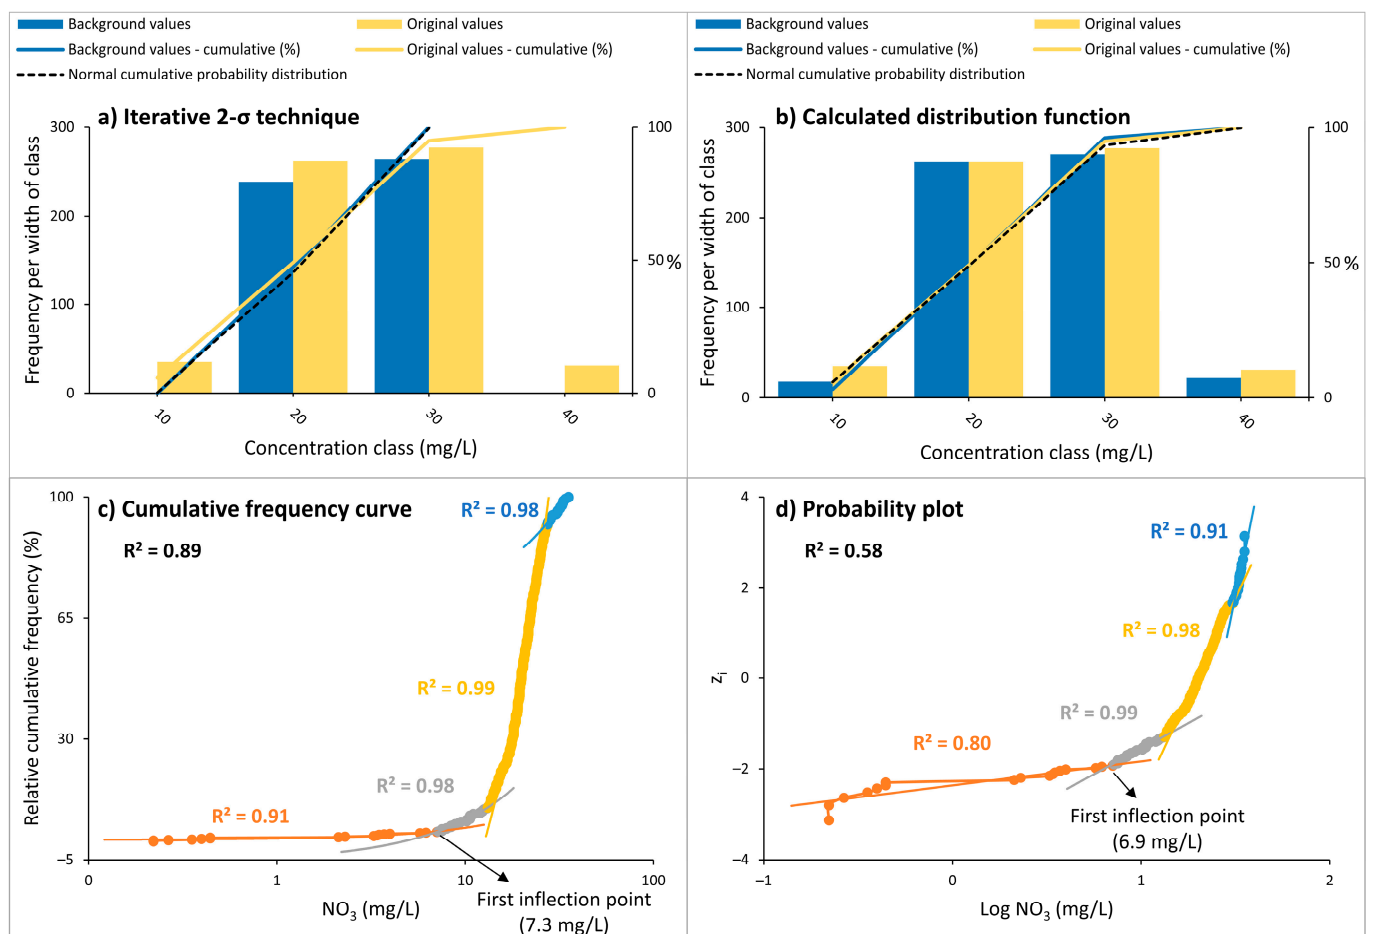 Background values
Original values
Background values - cumulative (%)
Original values - cumulative (%)
Normal cumulative probability distribution
a) Iterative 2-σ technique
300
200
100
0
Frequency per width of class
100
50 %
0
10
20
30
40
Concentration class (mg/L)
Background values
Original values
Background values - cumulative (%)
Original values - cumulative (%)
Normal cumulative probability distribution
b) Calculated distribution function
300
200
100
0
Frequency per width of class
100
50 %
0
10
20
30
40
Concentration class (mg/L)
c) Cumulative frequency curve
R² = 0.89
R² = 0.98
R² = 0.99
R² = 0.98
R² = 0.91
100
65
30
–5
Relative cumulative frequency (%)
0
1
10
100
NO₃ (mg/L)
First inflection point
(7.3 mg/L)
d) Probability plot
R² = 0.58
R² = 0.91
R² = 0.98
R² = 0.99
R² = 0.80
4
2
0
–2
–4
zᵢ
First inflection point
(6.9 mg/L)
–1
0
1
2
Log NO₃ (mg/L)